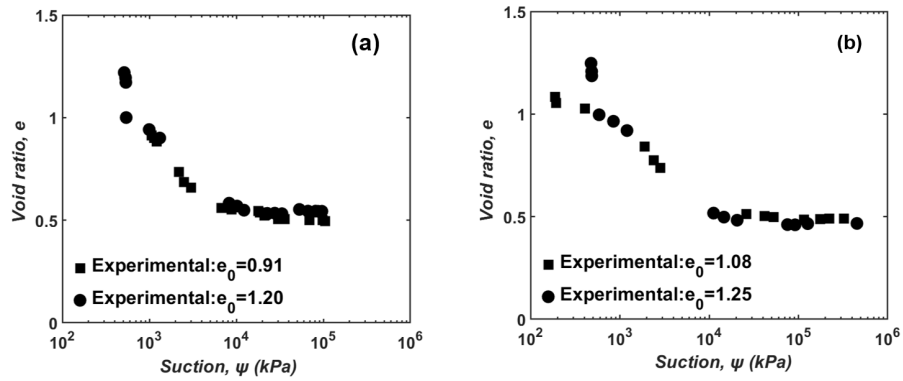 (a)
1.5
1
0.5
0
Void ratio, e
Experimental:e0=0.91
Experimental:e0=1.20
10^2 10^3 10^4 10^5 10^6
Suction, ψ (kPa)
(b)
1.5
1
0.5
0
Void ratio, e
Experimental:e0=1.08
Experimental:e0=1.25
10^2 10^3 10^4 10^5 10^6
Suction, ψ (kPa)